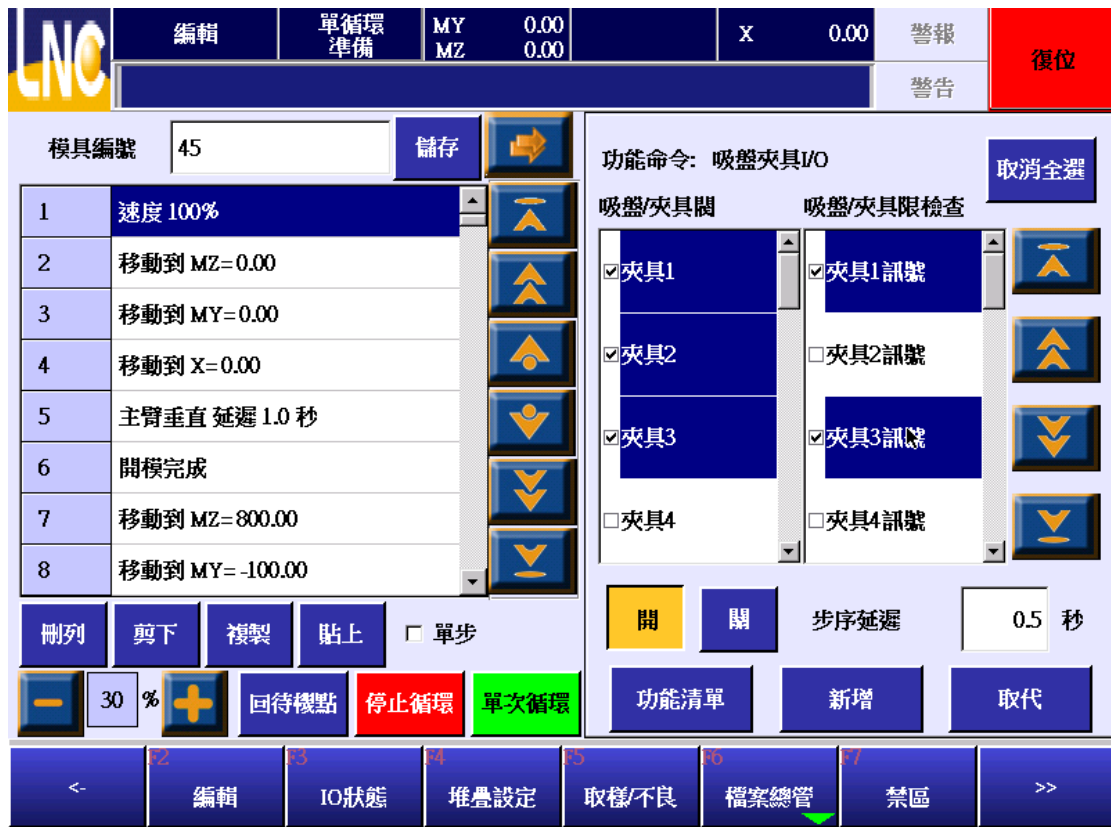 LNC
編輯
單循環
準備
MY 0.00
MZ 0.00
X 0.00
警報
警告
復位
模具編號 45 儲存
1 速度 100%
2 移動到 MZ=0.00
3 移動到 MY=0.00
4 移動到 X=0.00
5 主臂垂直 延遲 1.0 秒
6 開模完成
7 移動到 MZ=800.00
8 移動到 MY=-100.00
刪列 剪下 複製 貼上 單步
30 % 回待機點 停止循環 單次循環
功能命令: 吸盤夾具I/O 取消全選
吸盤/夾具閥 吸盤/夾具限檢查
夾具1 夾具1訊號
夾具2 夾具2訊號
夾具3 夾具3訊號
夾具4 夾具4訊號
開 關 步序延遲 0.5 秒
功能清單 新增 取代
<- F2 編輯 F3 IO狀態 F4 堆疊設定 F5 取樣/不良 F6 檔案總管 F7 禁區 >>